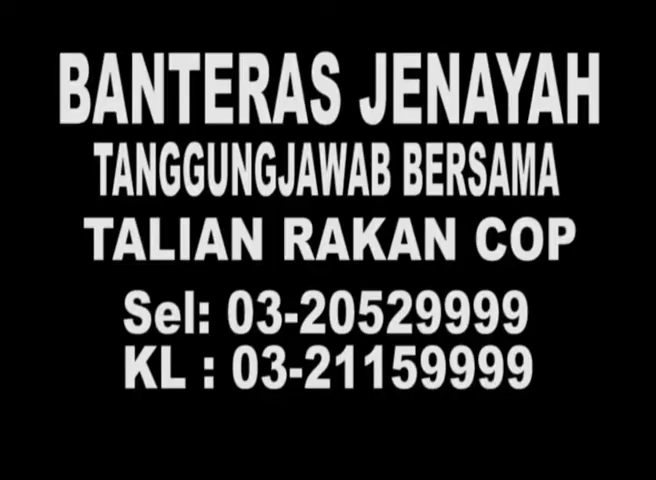 BANTERAS JENAYAH
TANGGUNGJAWAB BERSAMA
TALIAN RAKAN COP
Sel: 03-20529999
KL : 03-21159999